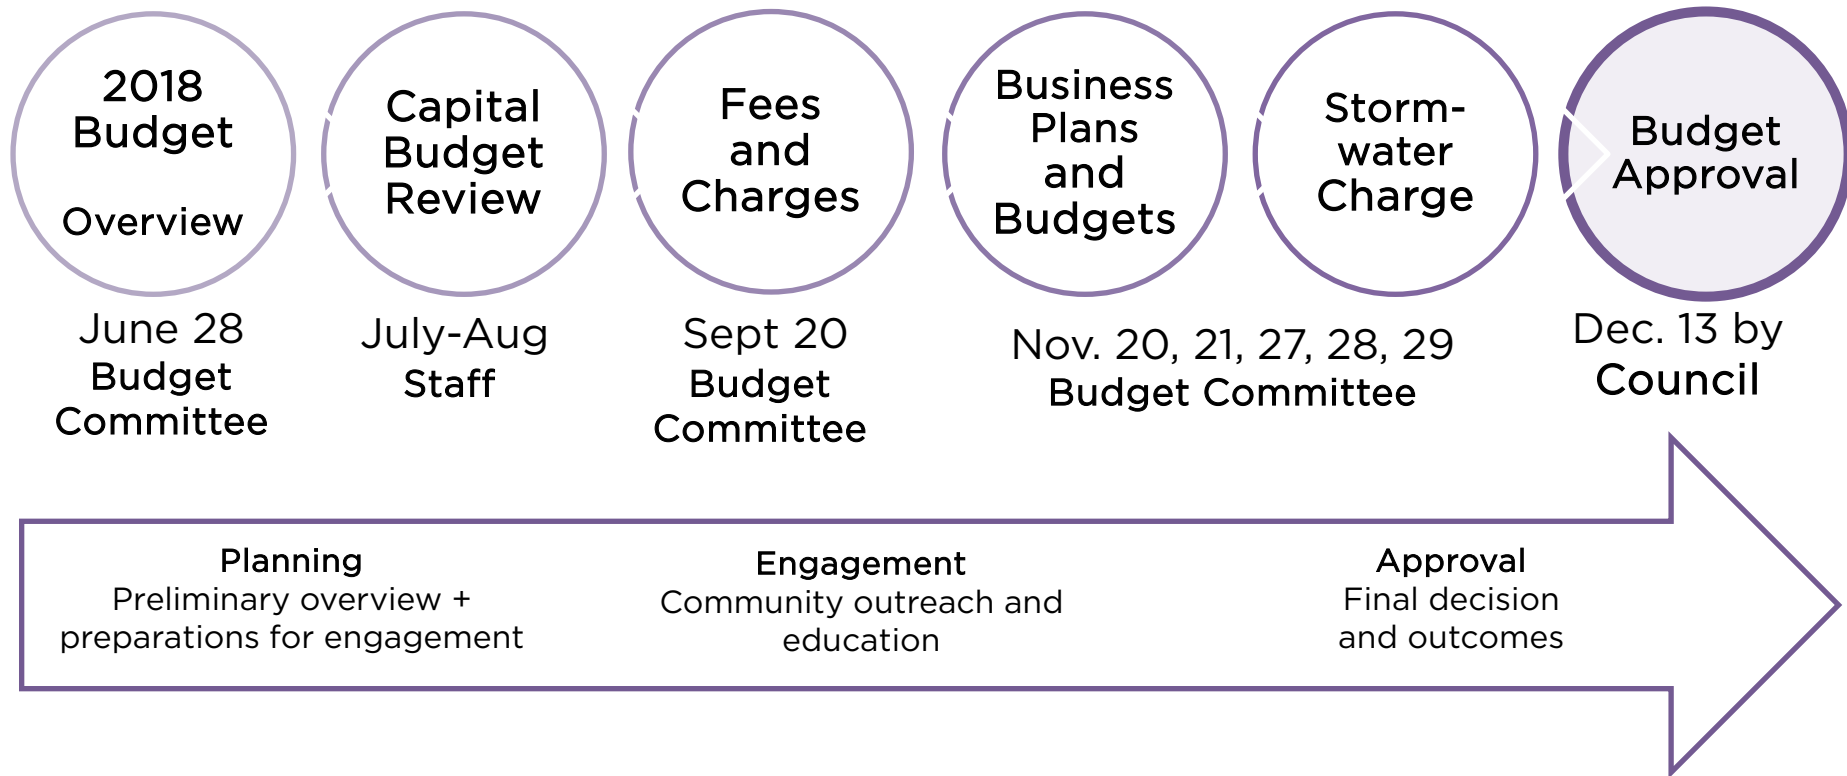 2018
Budget
Overview
Capital
Budget
Review
Fees
and
Charges
Business
Plans
and
Budgets
Storm-
water
Charge
Budget
Approval
June 28
Budget
Committee
July-Aug
Staff
Sept 20
Budget
Committee
Nov. 20, 21, 27, 28, 29
Budget Committee
Dec. 13 by
Council
Planning
Preliminary overview +
preparations for engagement
Engagement
Community outreach and
education
Approval
Final decision
and outcomes